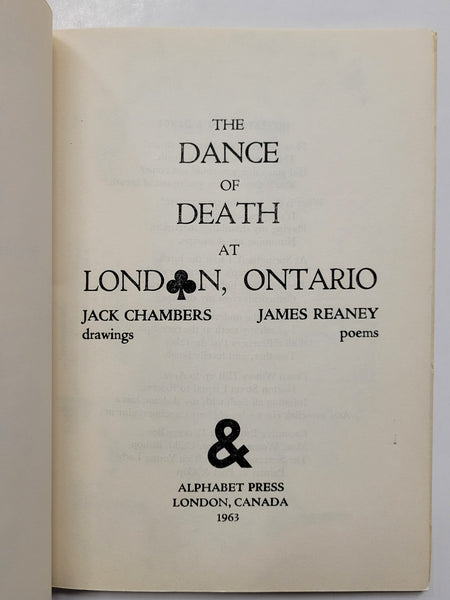 THE
DANCE
OF
DEATH
AT
LOND♣N, ONTARIO
JACK CHAMBERS JAMES REANEY
drawings poems
&
ALPHABET PRESS
LONDON, CANADA
1963